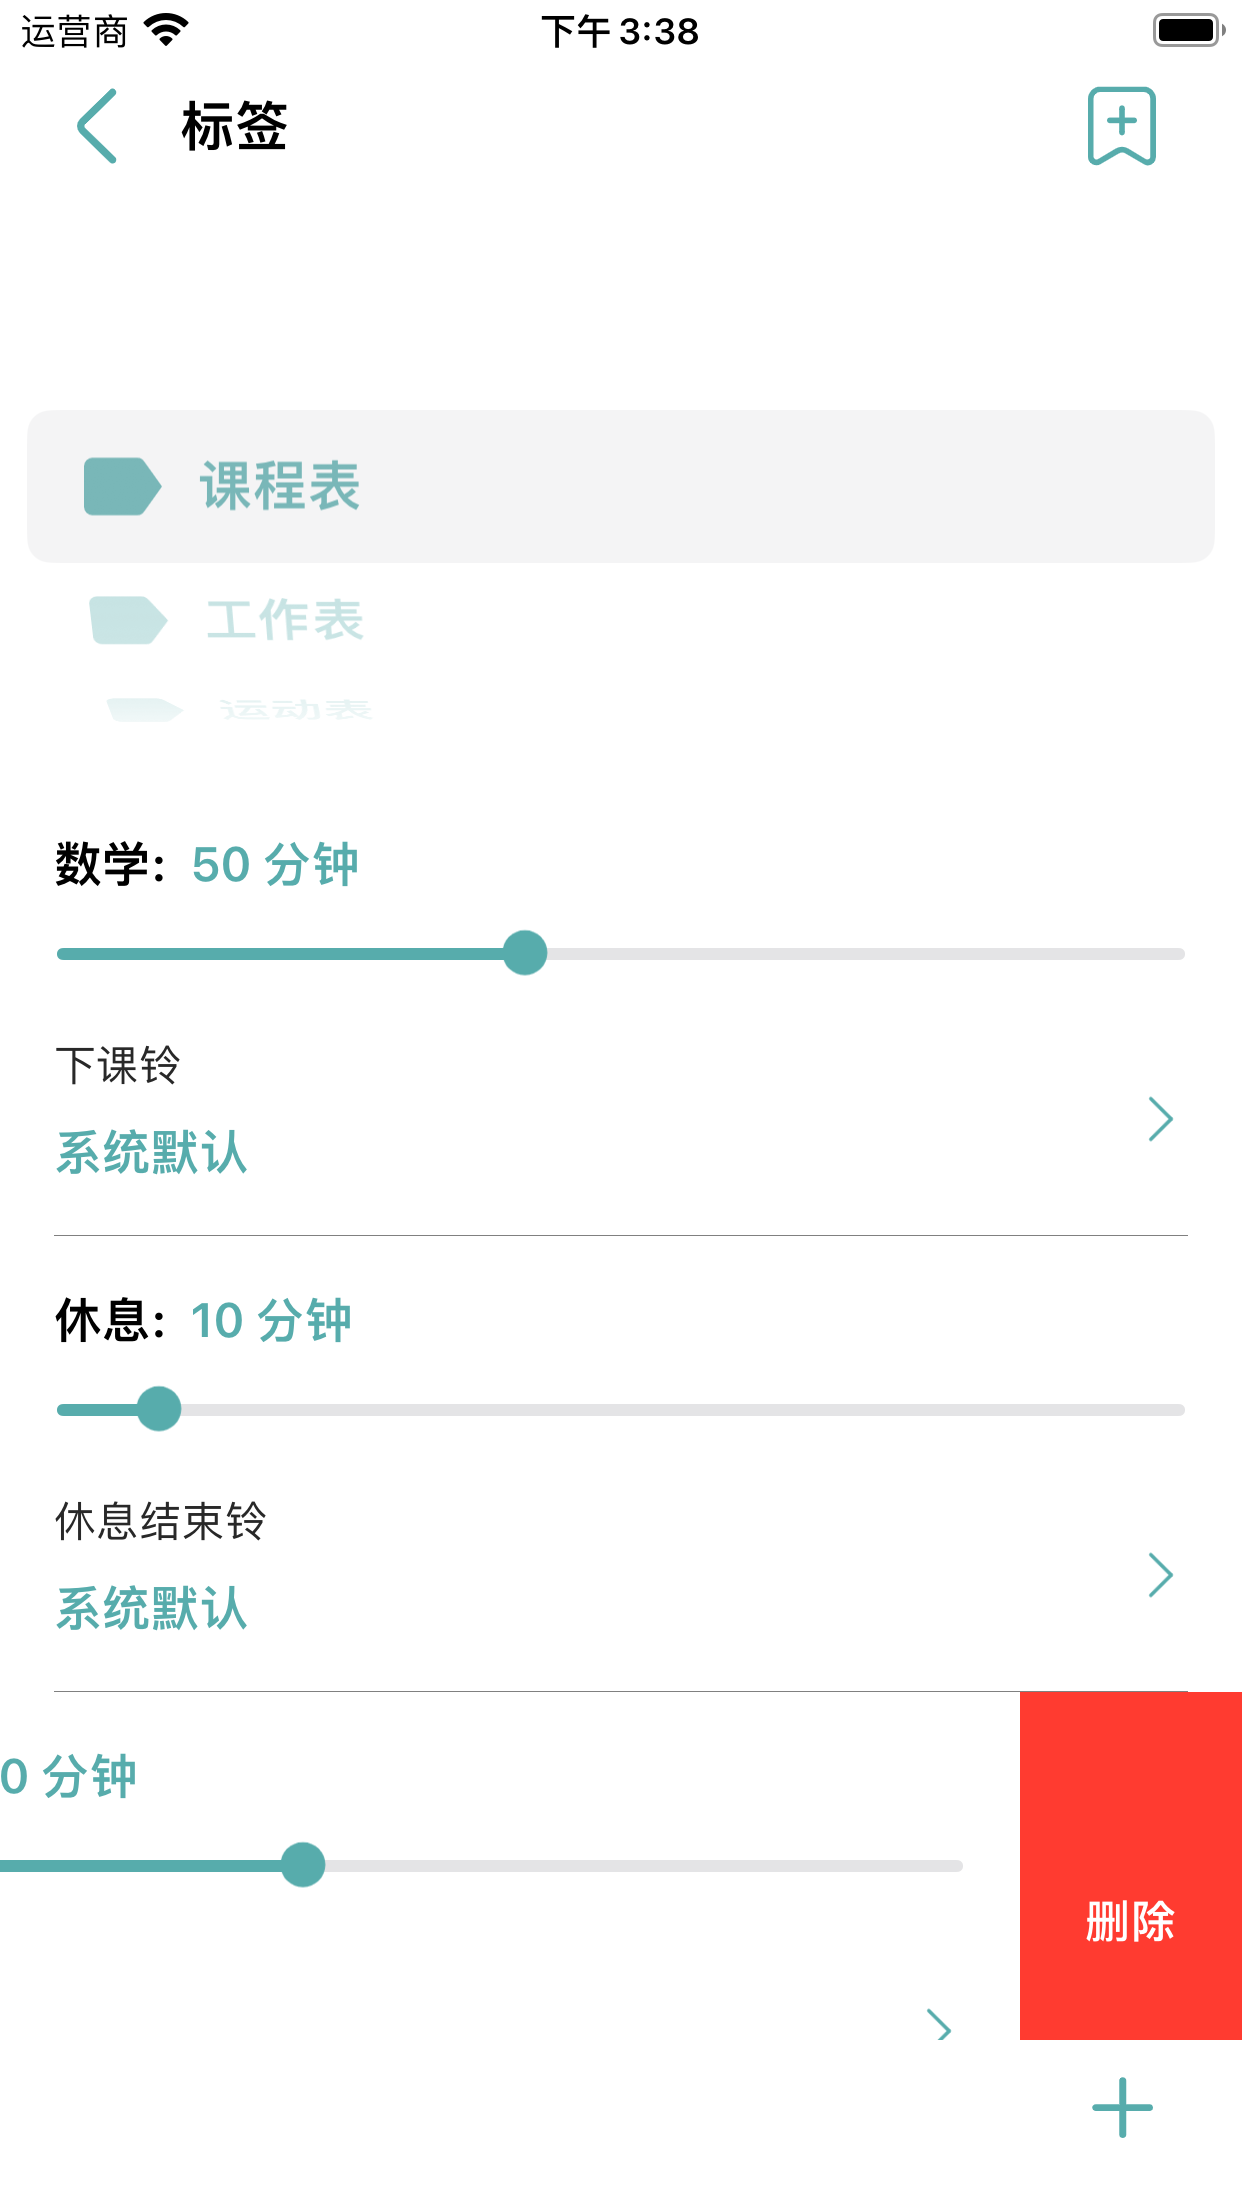 运营商 下午 3:38
标签
课程表
工作表
运动表
数学: 50 分钟
下课铃
系统默认
休息: 10 分钟
休息结束铃
系统默认
0 分钟
删除